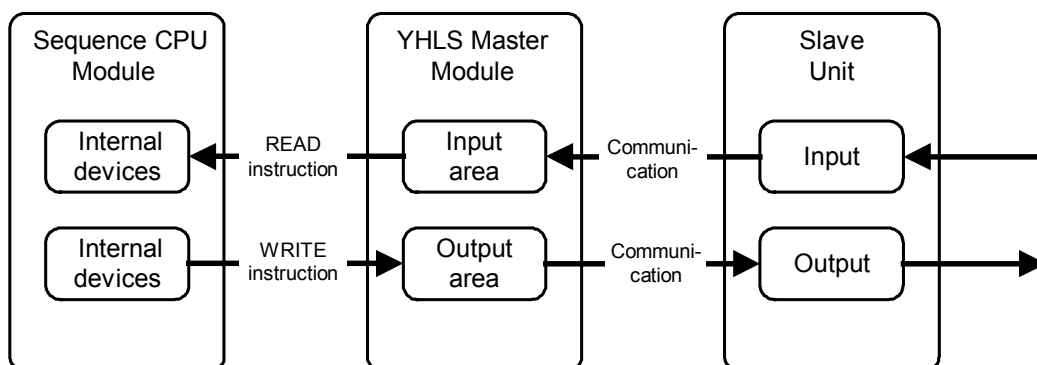 Sequence CPU
Module
YHLS Master
Module
Slave
Unit
Internal
devices
READ
instruction
Input
area
Communi-
cation
Input
Internal
devices
WRITE
instruction
Output
area
Communi-
cation
Output